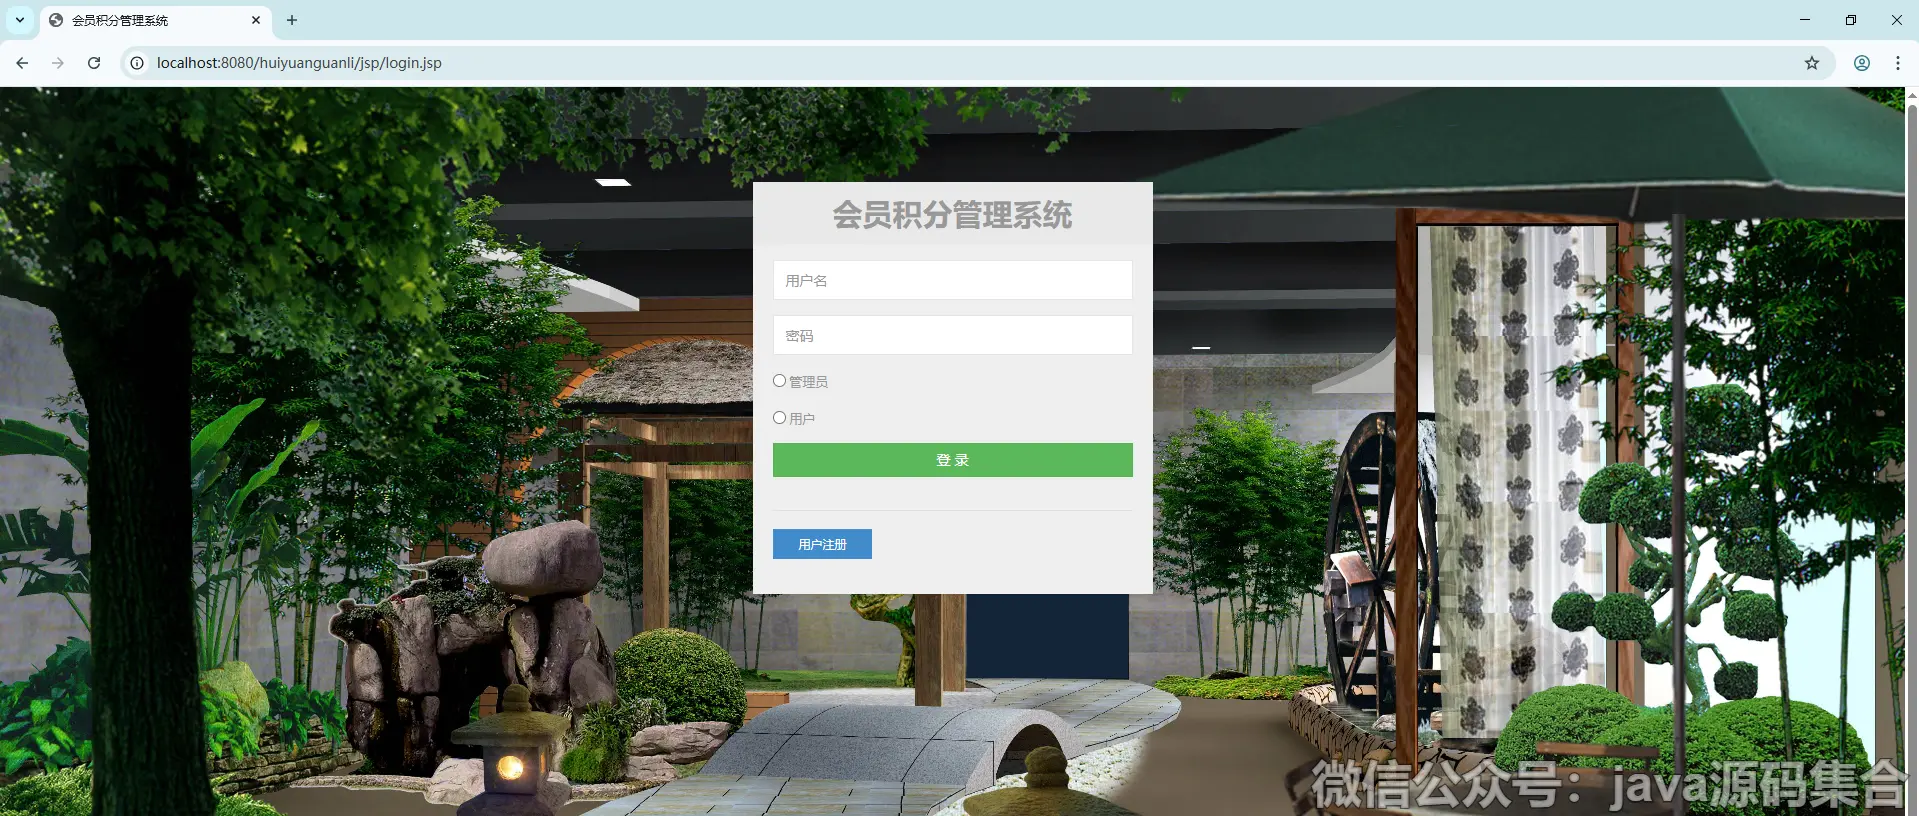 会员积分管理系统
localhost:8080/huiyuanguanli/jsp/login.jsp
会员积分管理系统
用户名
密码
管理员
用户
登 录
用户注册
微信公众号：java源码集合